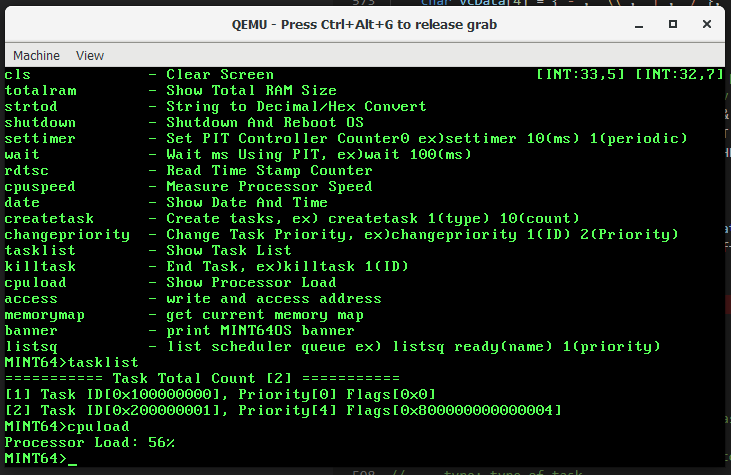 QEMU - Press Ctrl+Alt+G to release grab
Machine View
cls - Clear Screen [INT:33,5] [INT:32,7]
totalram - Show Total RAM Size
strtod - String to Decimal/Hex Convert
shutdown - Shutdown And Reboot OS
settimer - Set PIT Controller Counter0 ex)settimer 10(ms) 1(periodic)
wait - Wait ms Using PIT, ex)wait 100(ms)
rdtsc - Read Time Stamp Counter
cpuspeed - Measure Processor Speed
date - Show Date And Time
createtask - Create tasks, ex) createtask 1(type) 10(count)
changepriority - Change Task Priority, ex)changepriority 1(ID) 2(Priority)
tasklist - Show Task List
killtask - End Task, ex)killtask 1(ID)
cpuload - Show Processor Load
access - write and access address
memorymap - get current memory map
banner - print MINT64OS banner
listsq - list scheduler queue ex) listsq ready(name) 1(priority)
MINT64>tasklist
=========== Task Total Count [2] ===========
[1] Task ID[0x100000000], Priority[4] Flags[0x0]
[2] Task ID[0x200000001], Priority[4] Flags[0x800000000000004]
MINT64>cpuload
Processor Load: 56%
MINT64>_